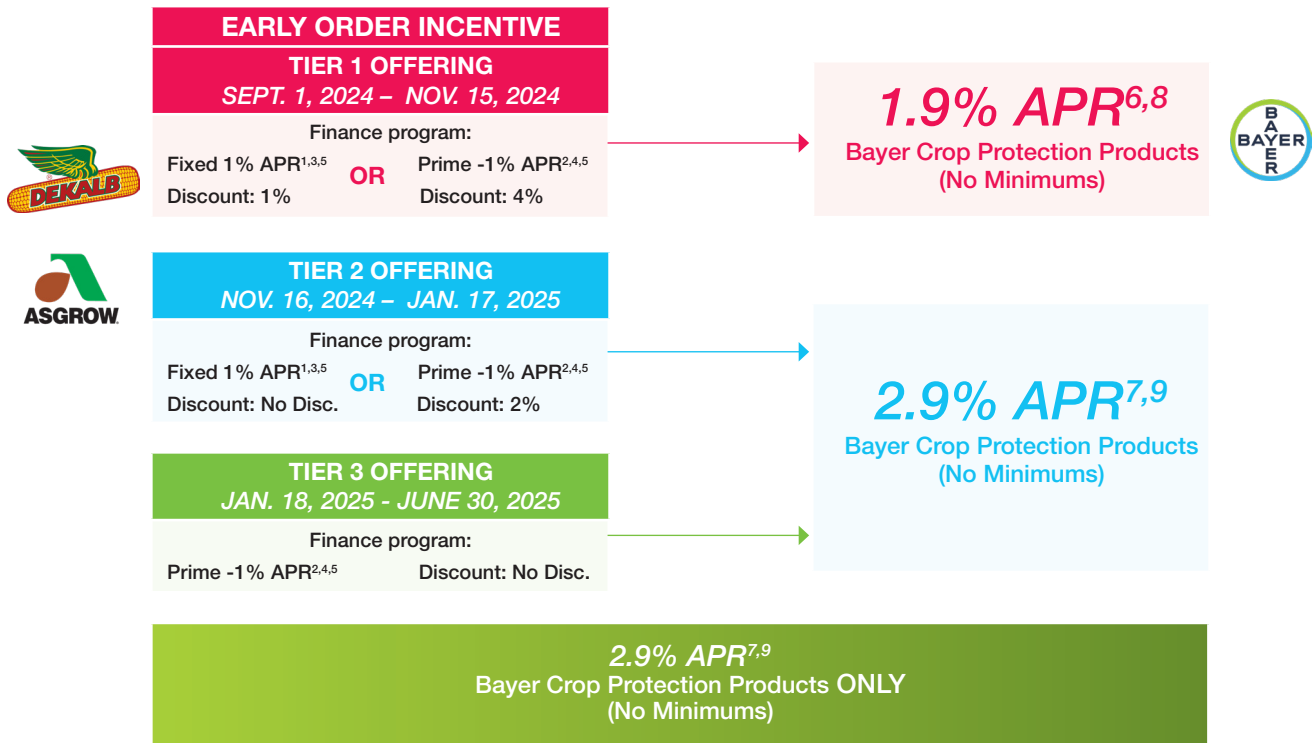 EARLY ORDER INCENTIVE
TIER 1 OFFERING
SEPT. 1, 2024 – NOV. 15, 2024
Finance program:
Fixed 1% APR1,3,5 OR Prime -1% APR2,4,5
Discount: 1% Discount: 4%
1.9% APR6,8
Bayer Crop Protection Products
(No Minimums)
BAYER
BAYER
DEKALB
®
ASGROW
TIER 2 OFFERING
NOV. 16, 2024 – JAN. 17, 2025
Finance program:
Fixed 1% APR1,3,5 OR Prime -1% APR2,4,5
Discount: No Disc. Discount: 2%
2.9% APR7,9
Bayer Crop Protection Products
(No Minimums)
TIER 3 OFFERING
JAN. 18, 2025 - JUNE 30, 2025
Finance program:
Prime -1% APR2,4,5 Discount: No Disc.
2.9% APR7,9
Bayer Crop Protection Products ONLY
(No Minimums)